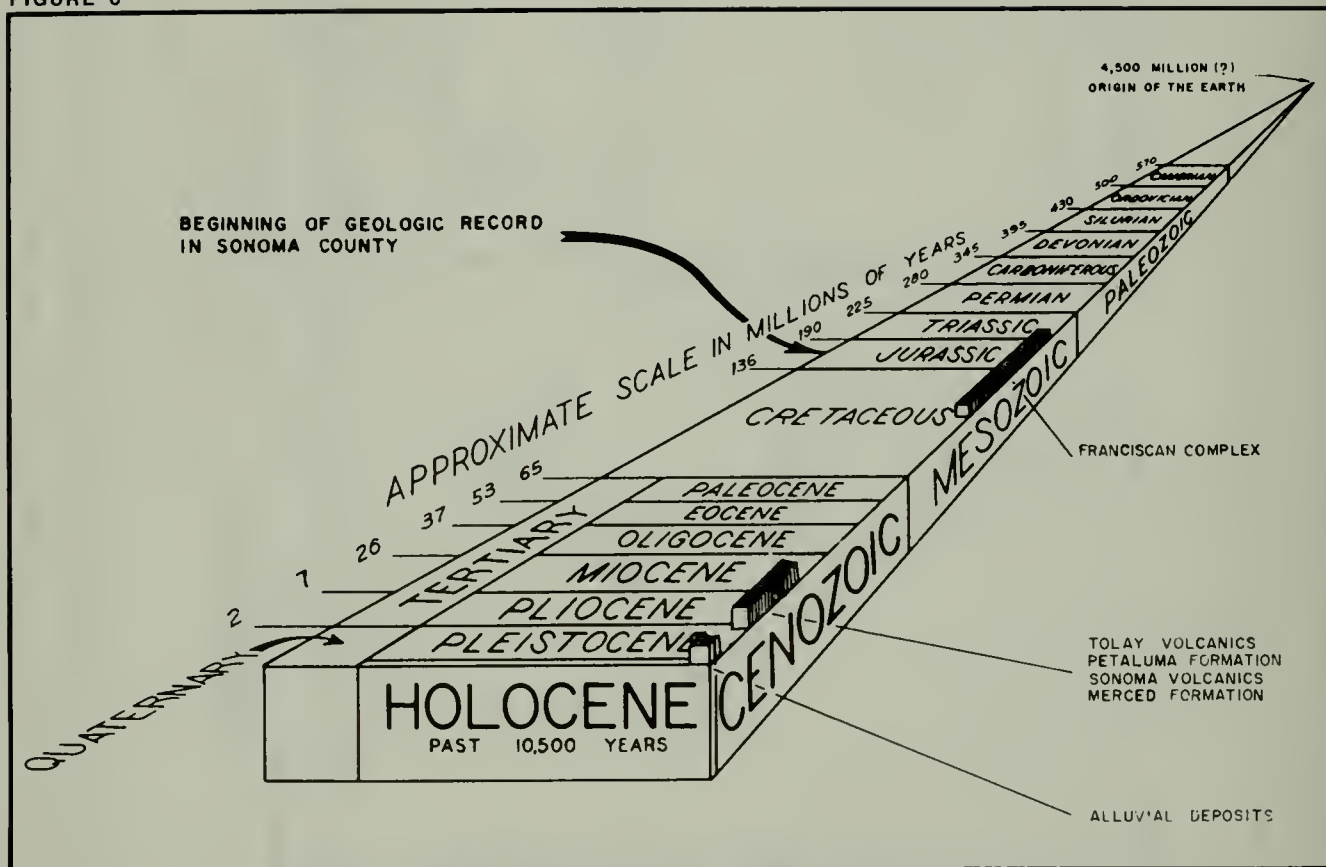 FIGURE 6
4,500 MILLION (?)
ORIGIN OF THE EARTH
BEGINNING OF GEOLOGIC RECORD
IN SONOMA COUNTY
APPROXIMATE SCALE IN MILLIONS OF YEARS
570
500
430
395
345
280
225
190
136
65
53
37
26
7
2
CAMBRIAN
ORDOVICIAN
SILURIAN
DEVONIAN
CARBONIFEROUS
PERMIAN
TRIASSIC
JURASSIC
CRETACEOUS
PALEOCENE
EOCENE
OLIGOCENE
MIOCENE
PLIOCENE
PLEISTOCENE
HOLOCENE
PAST 10,500 YEARS
TERTIARY
QUATERNARY
PALEOZOIC
MESOZOIC
CENOZOIC
FRANCISCAN COMPLEX
TOLAY VOLCANICS
PETALUMA FORMATION
SONOMA VOLCANICS
MERCED FORMATION
ALLUVIAL DEPOSITS